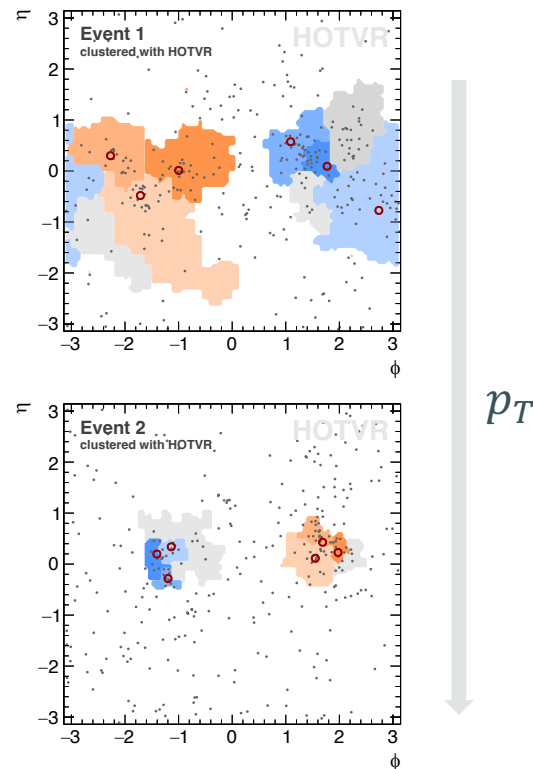 η
3
2
1
0
−1
−2
−3
Event 1
clustered with HOTVR
HOTVR
−3 −2 −1 0 1 2 3
ϕ
p_T
η
3
2
1
0
−1
−2
−3
Event 2
clustered with HOTVR
HOTVR
−3 −2 −1 0 1 2 3
ϕ